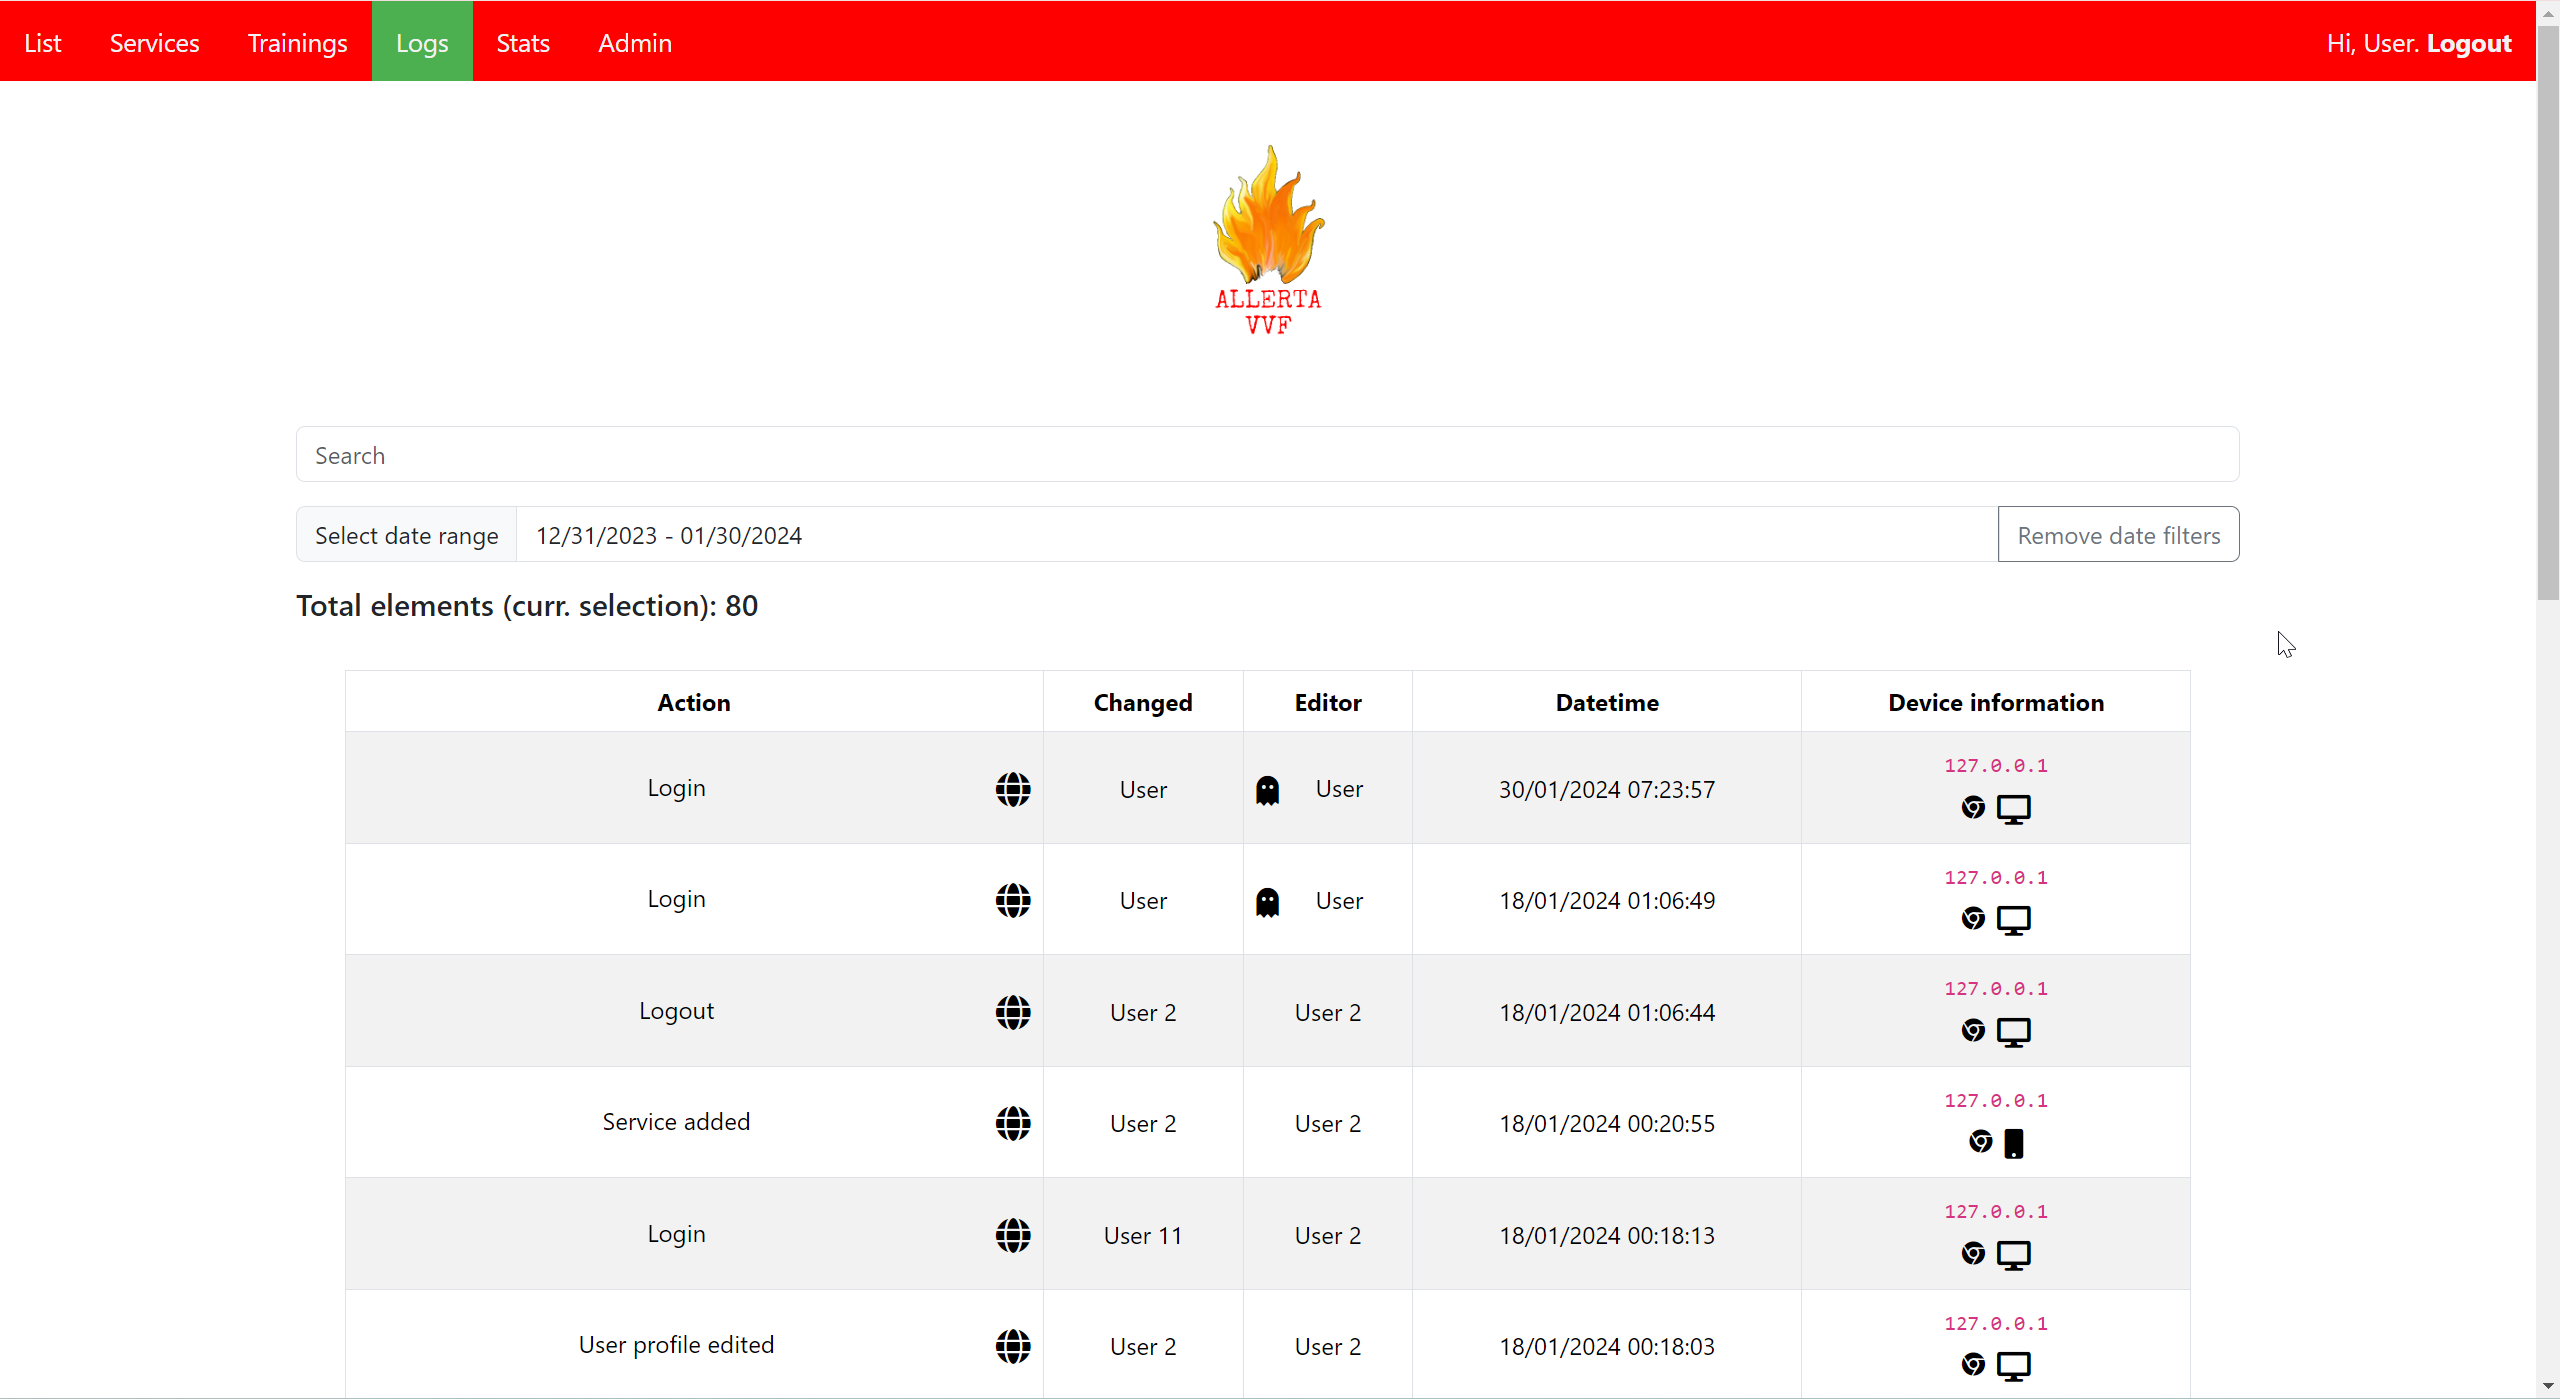 List Services Trainings Logs Stats Admin Hi, User. Logout
ALLERTA
VVF
Search
Select date range 12/31/2023 - 01/30/2024 Remove date filters
Total elements (curr. selection): 80
Action Changed Editor Datetime Device information
Login User User 30/01/2024 07:23:57 127.0.0.1
Login User User 18/01/2024 01:06:49 127.0.0.1
Logout User 2 User 2 18/01/2024 01:06:44 127.0.0.1
Service added User 2 User 2 18/01/2024 00:20:55 127.0.0.1
Login User 11 User 2 18/01/2024 00:18:13 127.0.0.1
User profile edited User 2 User 2 18/01/2024 00:18:03 127.0.0.1